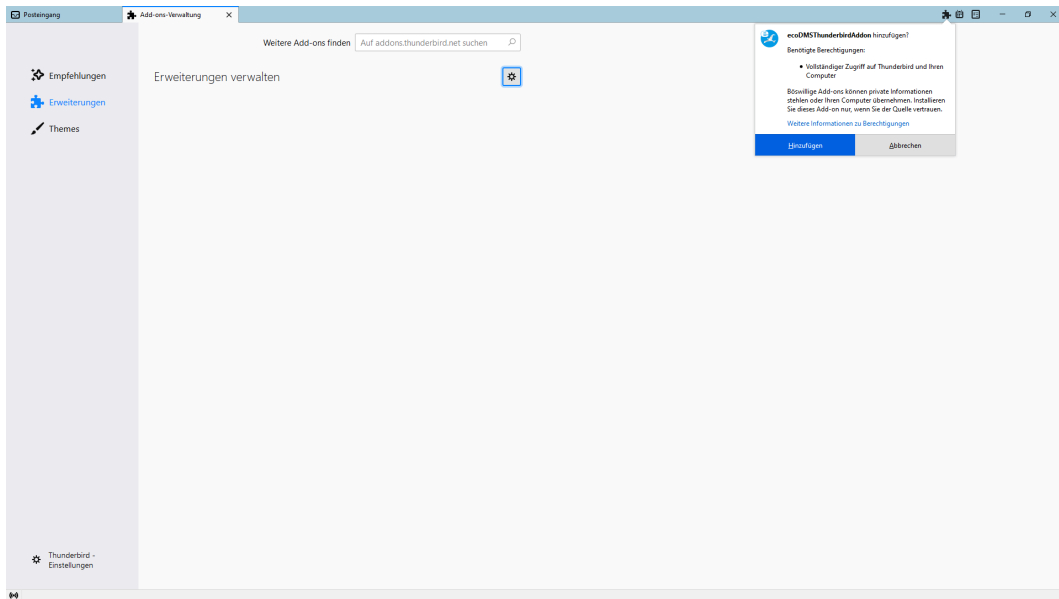 Posteingang
Add-ons-Verwaltung
Weitere Add-ons finden
Auf addons.thunderbird.net suchen
Empfehlungen
Erweiterungen
Themes
Erweiterungen verwalten
ecoDMSThunderbirdAddon hinzufügen?
Benötigte Berechtigungen:
Vollständiger Zugriff auf Thunderbird und Ihren
Computer
Böswillige Add-ons können private Informationen
stehlen oder Ihren Computer übernehmen. Installieren
Sie dieses Add-on nur, wenn Sie der Quelle vertrauen.
Weitere Informationen zu Berechtigungen
Hinzufügen
Abbrechen
Thunderbird -
Einstellungen